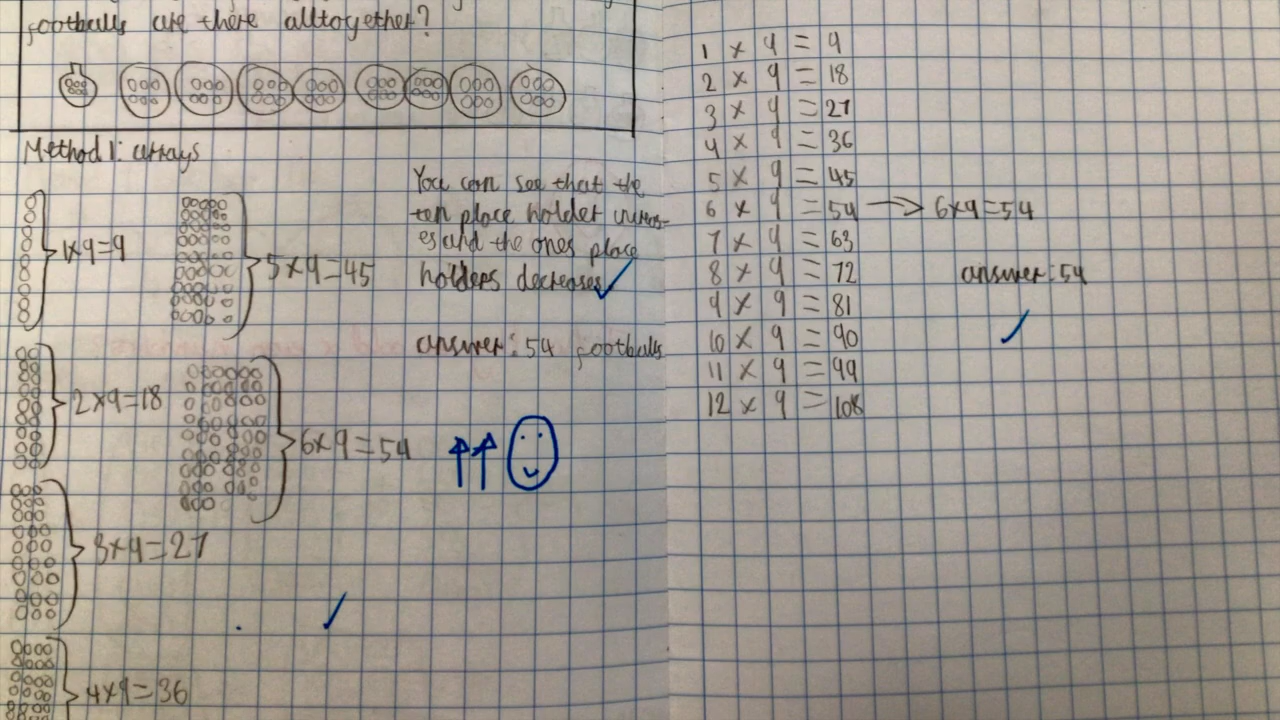 footballs are there alltogether?
Method 1: arrays
1x9=9
2x9=18
3x9=27
4x9=36
5x9=45
6x9=54
You can see that the
ten place holder increas-
es and the ones place
holders decreases
answer: 54 footballs
1 x 9 = 9
2 x 9 = 18
3 x 9 = 27
4 x 9 = 36
5 x 9 = 45
6 x 9 = 54 → 6x9=54
7 x 9 = 63
8 x 9 = 72
9 x 9 = 81
10 x 9 = 90
11 x 9 = 99
12 x 9 = 108
answer: 54